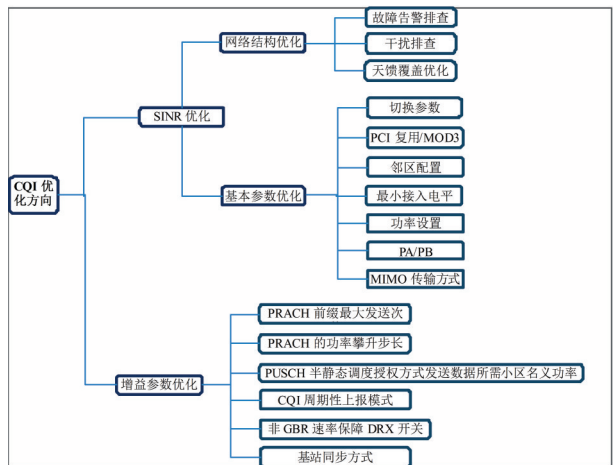 CQI 优
化方向
SINR 优化
网络结构优化
故障告警排查
干扰排查
天馈覆盖优化
基本参数优化
切换参数
PCI 复用/MOD3
邻区配置
最小接入电平
功率设置
PA/PB
MIMO 传输方式
增益参数优化
PRACH 前缀最大发送次
PRACH 的功率攀升步长
PUSCH 半静态调度授权方式发送数据所需小区名义功率
CQI 周期性上报模式
非 GBR 速率保障 DRX 开关
基站同步方式